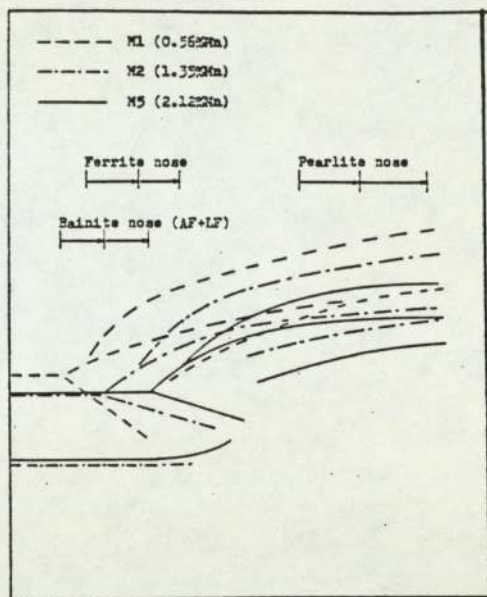 M1 (0.56%Mn)
M2 (1.35%Mn)
M5 (2.12%Mn)
Ferrite nose
Pearlite nose
Bainite nose (AF+LF)